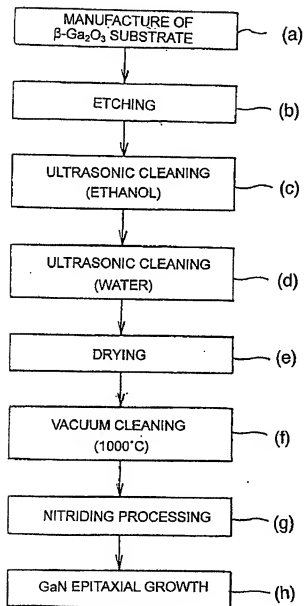 MANUFACTURE OF
β-Ga₂O₃ SUBSTRATE
(a)
ETCHING
(b)
ULTRASONIC CLEANING
(ETHANOL)
(c)
ULTRASONIC CLEANING
(WATER)
(d)
DRYING
(e)
VACUUM CLEANING
(1000°C)
(f)
NITRIDING PROCESSING
(g)
GaN EPITAXIAL GROWTH
(h)